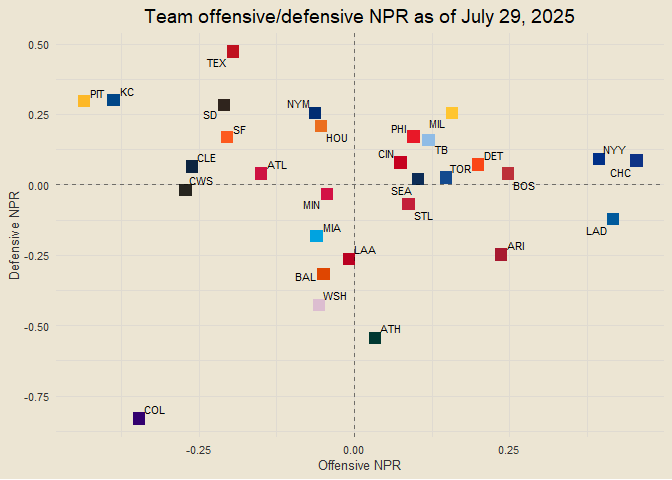 Team offensive/defensive NPR as of July 29, 2025
0.50
TEX
PIT
KC
NYM
SD
0.25
HOU
SF
PHI
MIL
TB
CIN
DET
NYY
CLE
ATL
TOR
CHC
CWS
0.00
SEA
BOS
MIN
STL
MIA
LAD
LAA
ARI
-0.25
BAL
WSH
ATH
-0.50
-0.75
COL
Defensive NPR
-0.25
0.00
0.25
Offensive NPR